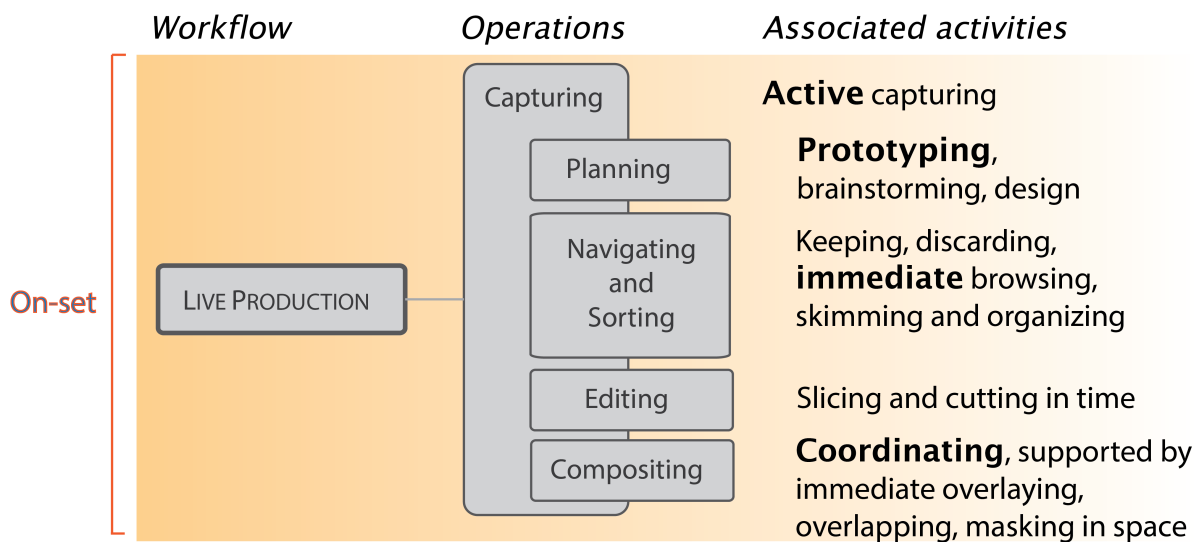 Workflow Operations Associated activities
Capturing Active capturing
Planning Prototyping,
brainstorming, design
Navigating
and
Sorting
Keeping, discarding,
immediate browsing,
skimming and organizing
On-set LIVE PRODUCTION
Editing Slicing and cutting in time
Compositing Coordinating, supported by
immediate overlaying,
overlapping, masking in space